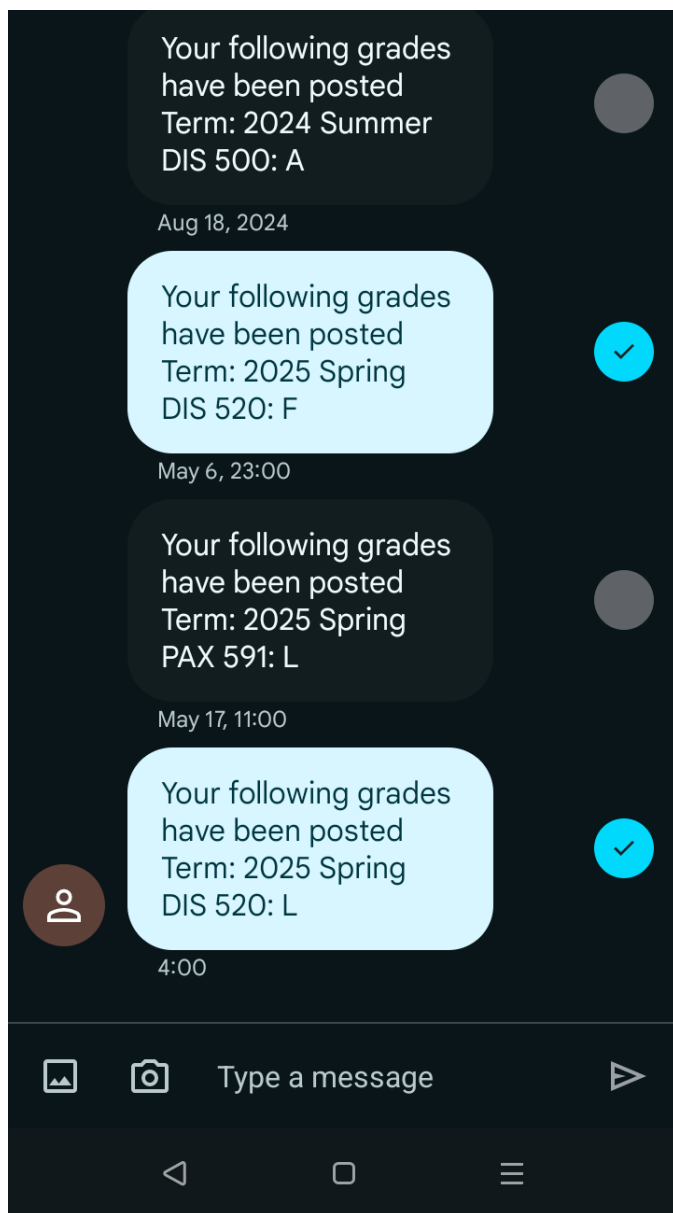 Your following grades
have been posted
Term: 2024 Summer
DIS 500: A
Aug 18, 2024
Your following grades
have been posted
Term: 2025 Spring
DIS 520: F
May 6, 23:00
Your following grades
have been posted
Term: 2025 Spring
PAX 591: L
May 17, 11:00
Your following grades
have been posted
Term: 2025 Spring
DIS 520: L
4:00
Type a message